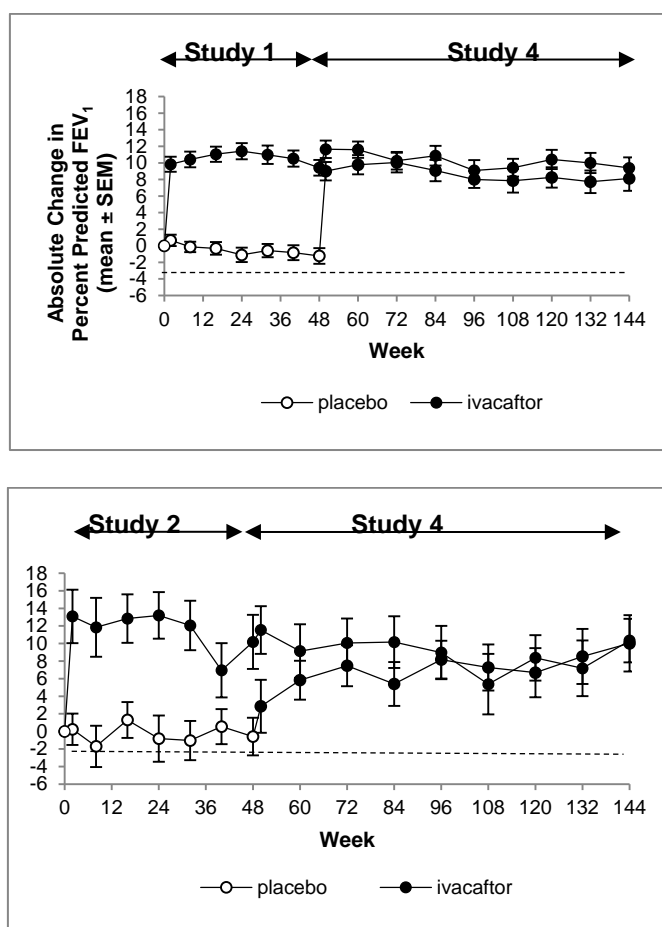 Study 1 Study 4
Absolute Change in
Percent Predicted FEV1
(mean ± SEM)
18
16
14
12
10
8
6
4
2
0
-2
-4
-6
0 12 16 24 36 48 60 72 84 96 108 120 132 144
Week
placebo ivacaftor
Study 2 Study 4
18
16
14
12
10
8
6
4
2
0
-2
-4
-6
0 12 24 36 48 60 72 84 96 108 120 132 144
Week
placebo ivacaftor